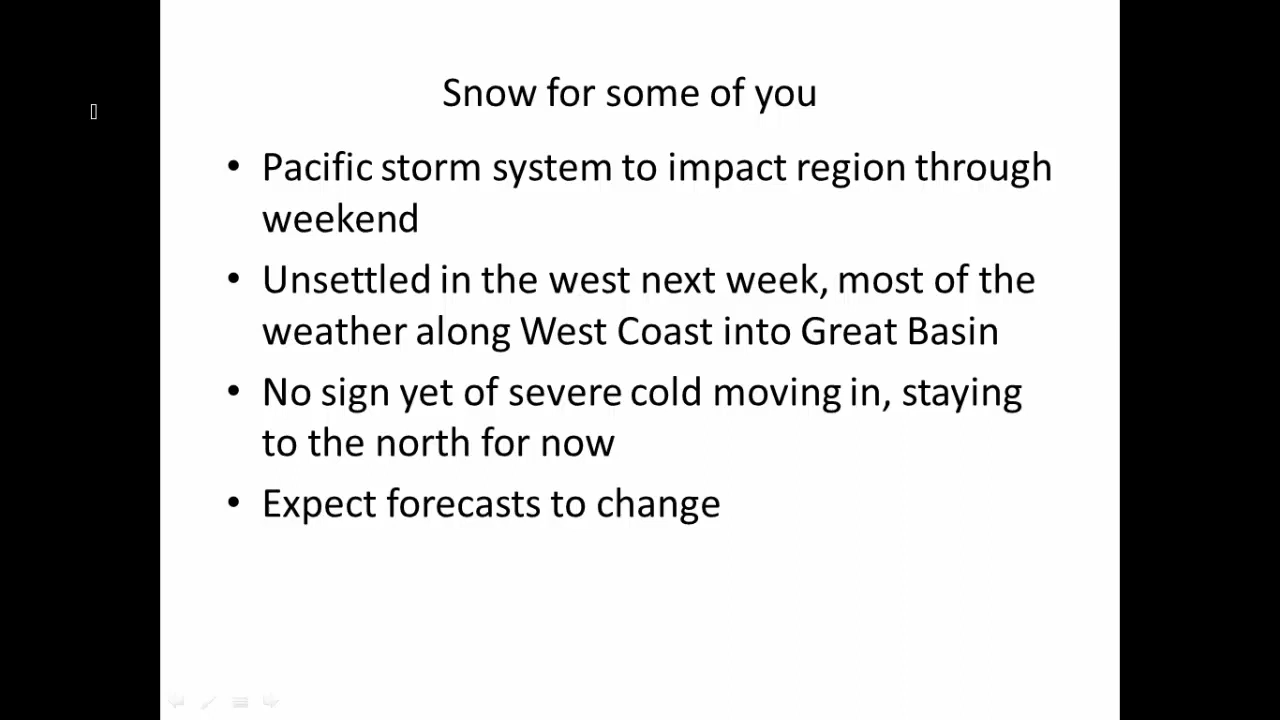 Snow for some of you
• Pacific storm system to impact region through
weekend
• Unsettled in the west next week, most of the
weather along West Coast into Great Basin
• No sign yet of severe cold moving in, staying
to the north for now
• Expect forecasts to change